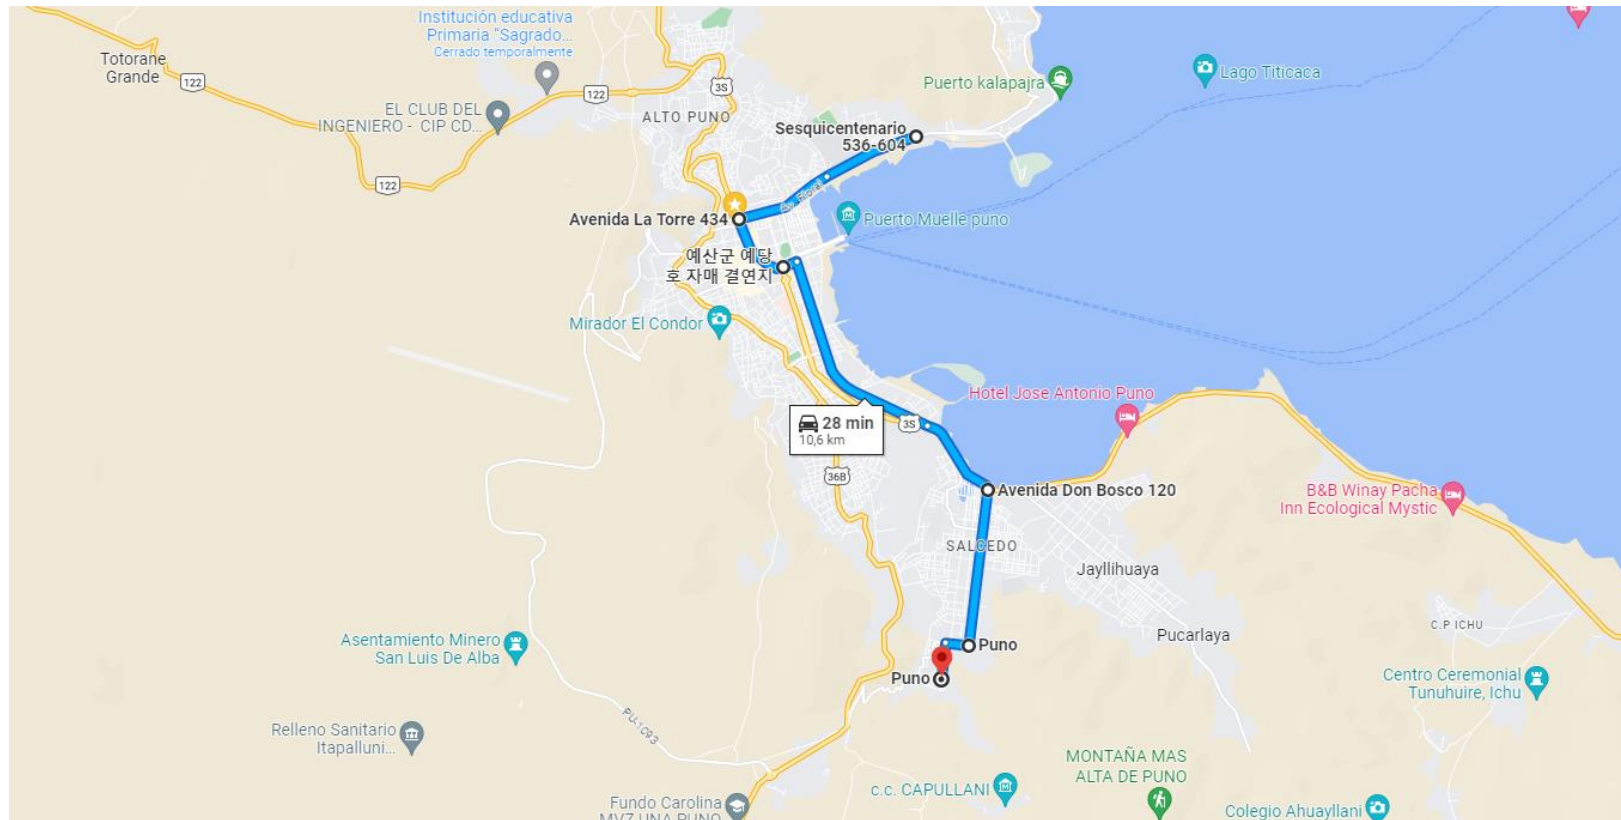 Institución educativa
Primaria "Sagrado...
Cerrado temporalmente
Totorane
Grande
122
122
3S
EL CLUB DEL
INGENIERO - CIP CD...
ALTO PUNO
Puerto kalapajra
Lago Titicaca
Sesquicentenario
536-604
122
Avenida La Torre 434
Puerto Muelle puno
예산군 예당
호 자매 결연지
Mirador El Condor
Hotel Jose Antonio Puno
28 min
10,6 km
3S
36B
Avenida Don Bosco 120
B&B Winay Pacha
Inn Ecological Mystic
SALCEDO
Jayllihuaya
C.P ICHU
Pucarlaya
Asentamiento Minero
San Luis De Alba
Puno
Puno
Centro Ceremonial
Tunuhuire, Ichu
PU-1093
Relleno Sanitario
Itapalluni...
MONTAÑA MAS
ALTA DE PUNO
c.c. CAPULLANI
Fundo Carolina
MVZ UNA PUNO
Colegio Ahuayllani